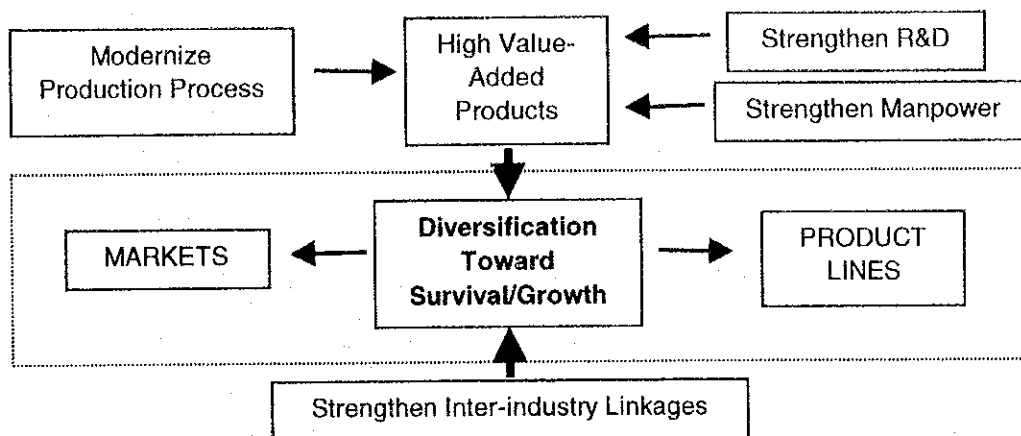 Modernize
Production Process
High Value-
Added
Products
Strengthen R&D
Strengthen Manpower
MARKETS
Diversification
Toward
Survival/Growth
PRODUCT
LINES
Strengthen Inter-industry Linkages